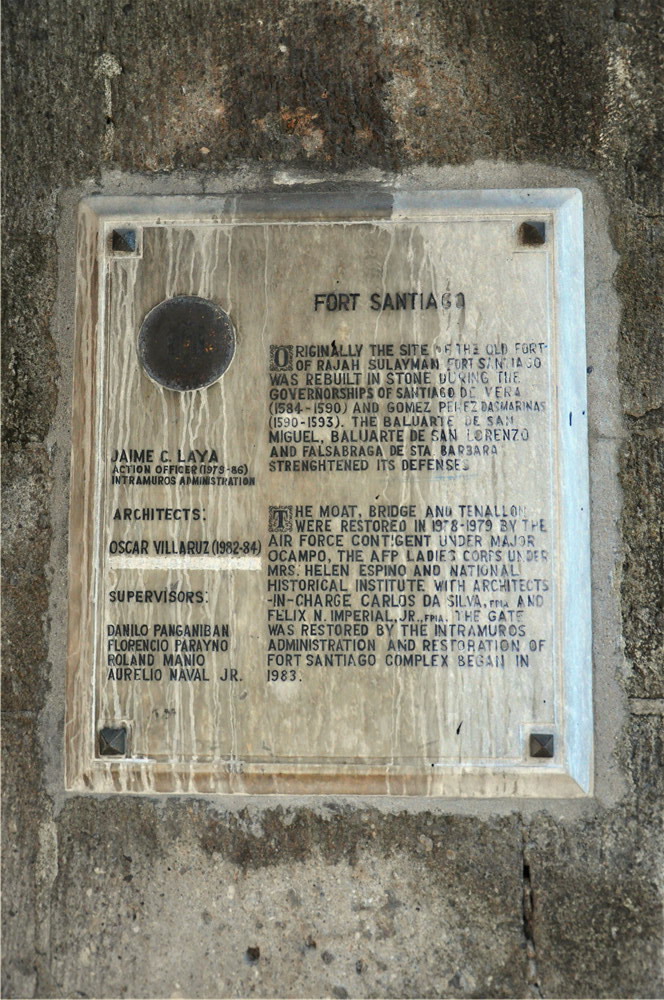 FORT SANTIAGO
ORIGINALLY THE SITE OF THE OLD FORT
OF RAJAH SULAYMAN FORT SANTIAGO
WAS REBUILT IN STONE DURING THE
GOVERNORSHIPS OF SANTIAGO DE VERA
(1584-1590) AND GOMEZ PEREZ DASMARINAS
(1590-1593). THE BALUARTE DE SAN
MIGUEL, BALUARTE DE SAN LORENZO
AND FALSABRAGA DE STA BARBARA
STRENGHTENED ITS DEFENSES
THE MOAT, BRIDGE AND TENALLON
WERE RESTORED IN 1978-1979 BY THE
AIR FORCE CONTIGENT UNDER MAJOR
OCAMPO, THE AFP LADIES CORPS UNDER
MRS. HELEN ESPINO AND NATIONAL
HISTORICAL INSTITUTE WITH ARCHITECTS
-IN-CHARGE CARLOS DA SILVA, FPIA AND
FELIX N. IMPERIAL, JR., FPIA. THE GATE
WAS RESTORED BY THE INTRAMUROS
ADMINISTRATION AND RESTORATION OF
FORT SANTIAGO COMPLEX BEGAN IN
1983.
JAIME C. LAYA
ACTION OFFICER (1979-86)
INTRAMUROS ADMINISTRATION
ARCHITECTS:
OSCAR VILLARUZ (1982-84)
SUPERVISORS:
DANILO PANGANIBAN
FLORENCIO PARAYNO
ROLAND MANIO
AURELIO NAVAL JR.